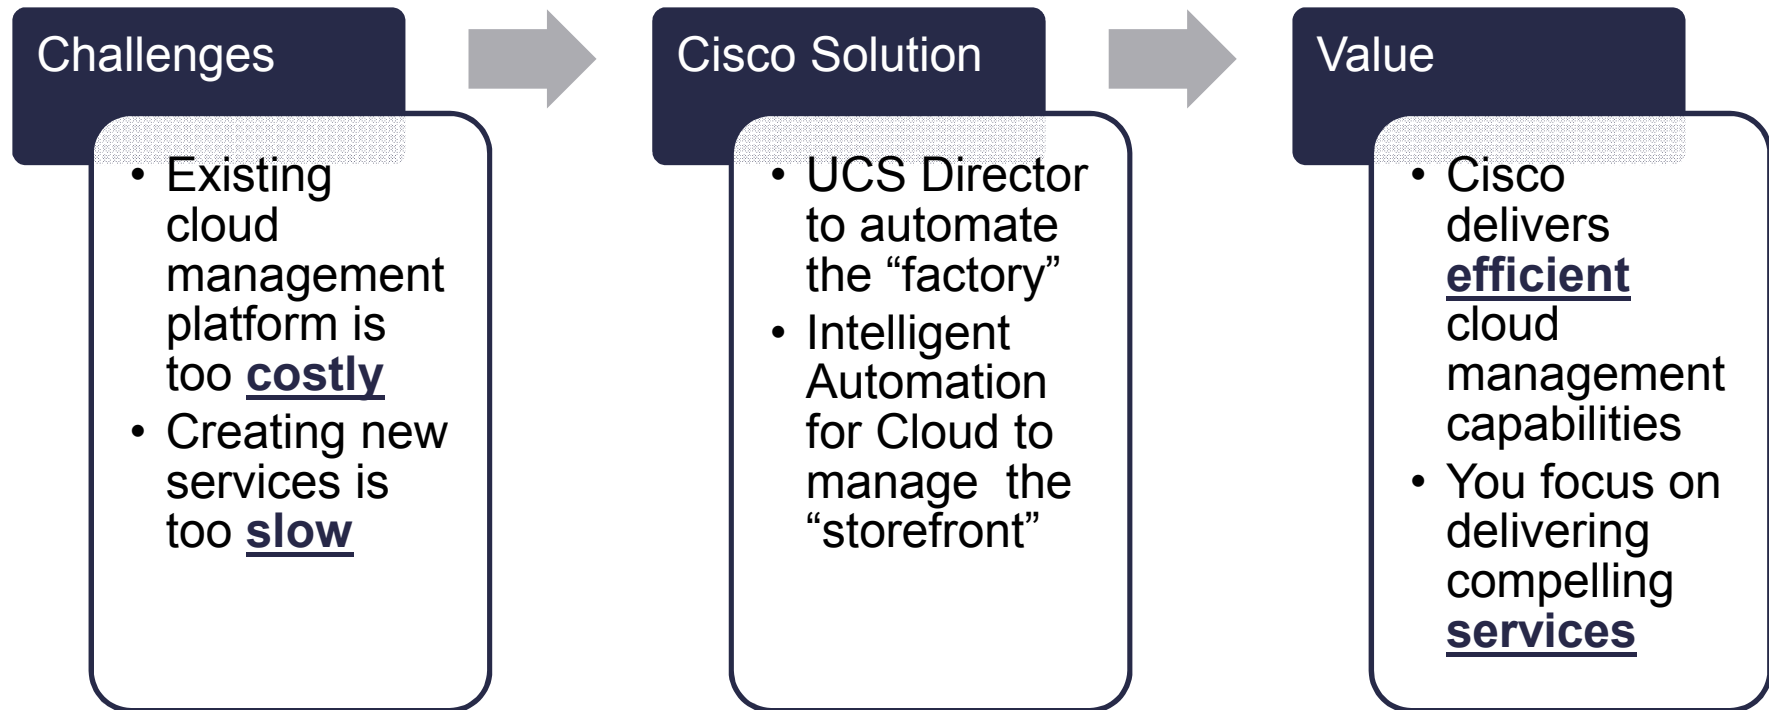 Challenges
• Existing
cloud
management
platform is
too costly
• Creating new
services is
too slow
Cisco Solution
• UCS Director
to automate
the “factory”
• Intelligent
Automation
for Cloud to
manage  the
“storefront”
Value
• Cisco
delivers
efficient
cloud
management
capabilities
• You focus on
delivering
compelling
services